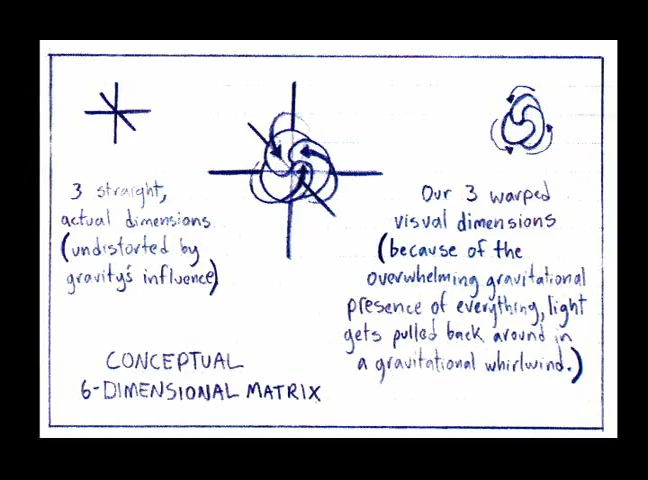 3 straight,
actual dimensions
(undistorted by
gravity's influence)
Our 3 warped
visual dimensions
(because of the
overwhelming gravitational
presence of everything, light
gets pulled back around in
a gravitational whirlwind.)
CONCEPTUAL
6-DIMENSIONAL MATRIX